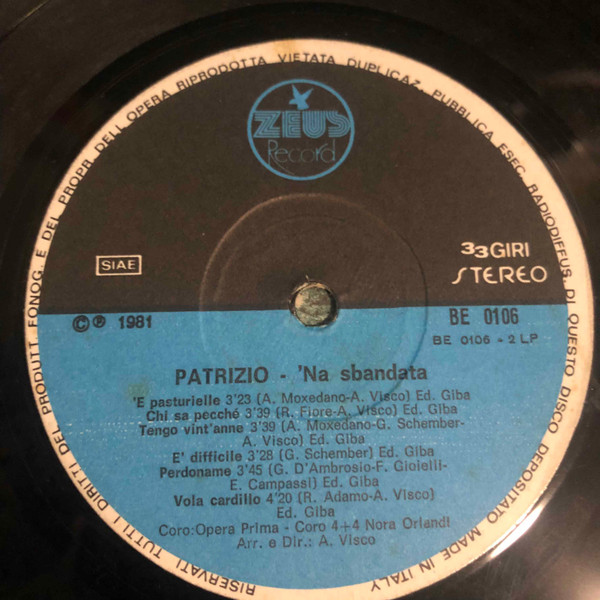 RISERVATI TUTTI I DIRITTI DEL PRODUTT. FONOG. E DEL PROPR. DELL'OPERA RIPRODOTTA VIETATA DUPLICAZ. PUBBLICA ESEC. RADIODIFFUS. DI QUESTO DISCO DEPOSITATO MADE IN ITALY
ZEUS
Record
SIAE
33GIRI
STEREO
© ℗ 1981
BE 0106
BE 0106 - 2 LP
PATRIZIO - 'Na sbandata
'E pasturielle 3'23 (A. Moxedano-A. Visco) Ed. Giba
Chi sa pecché 3'39 (R. Fiore-A. Visco) Ed. Giba
Tengo vint'anne 3'39 (A. Moxedano-G. Schember-
A. Visco) Ed. Giba
E' difficile 3'28 (G. Schember) Ed. Giba
Perdoname 3'45 (G. D'Ambrosio-F. Gioielli-
E. Campassi) Ed. Giba
Vola cardillo 4'20 (R. Adamo-A. Visco)
Ed. Giba
Coro:Opera Prima - Coro 4+4 Nora Orlandi
Arr. e Dir.: A. Visco